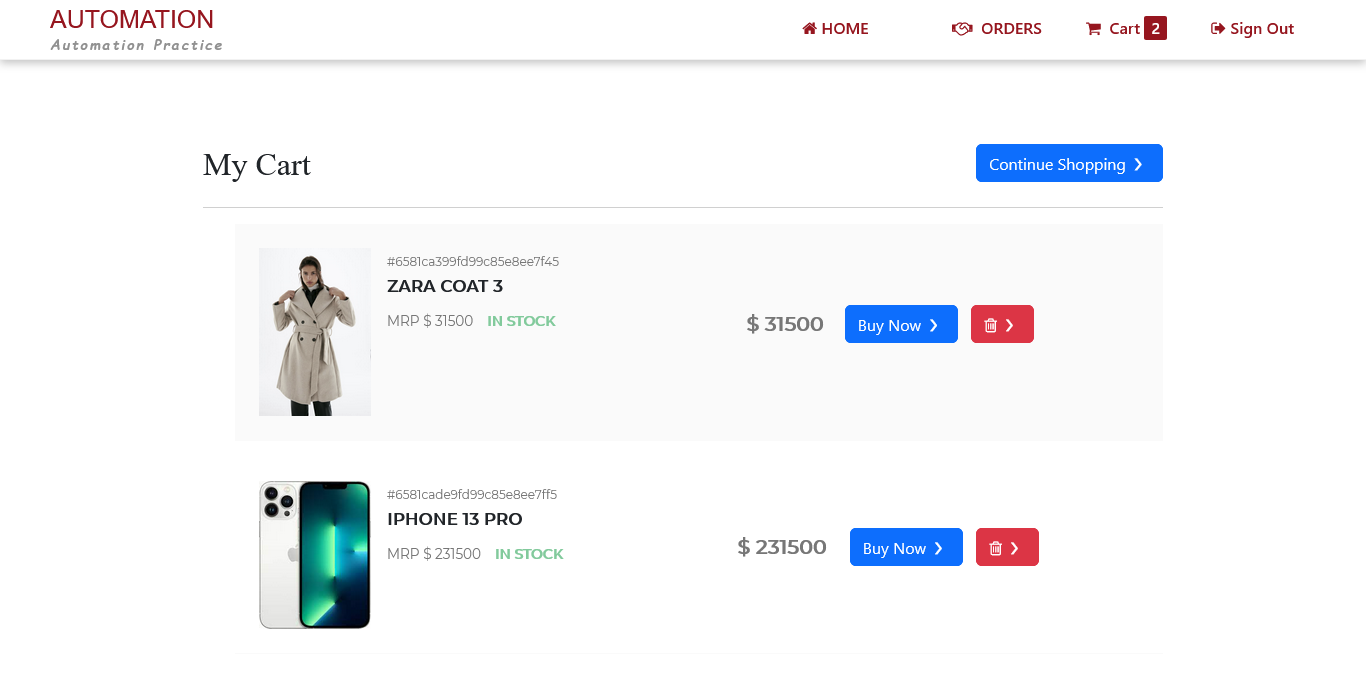 AUTOMATION
Automation Practice
HOME
ORDERS
Cart 2
Sign Out
My Cart
Continue Shopping ❯
#6581ca399fd99c85e8ee7f45
ZARA COAT 3
MRP $ 31500 IN STOCK
$ 31500
Buy Now ❯
❯
#6581cade9fd99c85e8ee7ff5
IPHONE 13 PRO
MRP $ 231500 IN STOCK
$ 231500
Buy Now ❯
❯